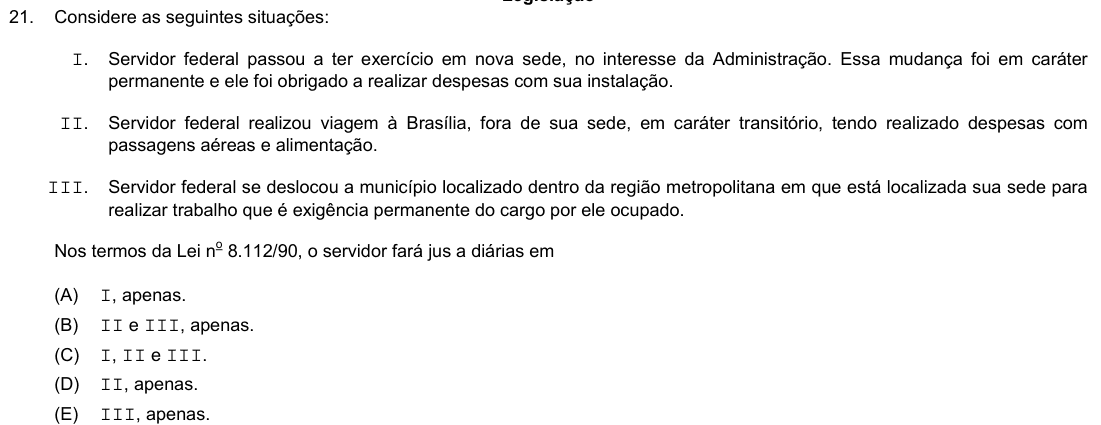 21. Considere as seguintes situações:
I. Servidor federal passou a ter exercício em nova sede, no interesse da Administração. Essa mudança foi em caráter
permanente e ele foi obrigado a realizar despesas com sua instalação.
II. Servidor federal realizou viagem à Brasília, fora de sua sede, em caráter transitório, tendo realizado despesas com
passagens aéreas e alimentação.
III. Servidor federal se deslocou a município localizado dentro da região metropolitana em que está localizada sua sede para
realizar trabalho que é exigência permanente do cargo por ele ocupado.
Nos termos da Lei nº 8.112/90, o servidor fará jus a diárias em
(A) I, apenas.
(B) II e III, apenas.
(C) I, II e III.
(D) II, apenas.
(E) III, apenas.